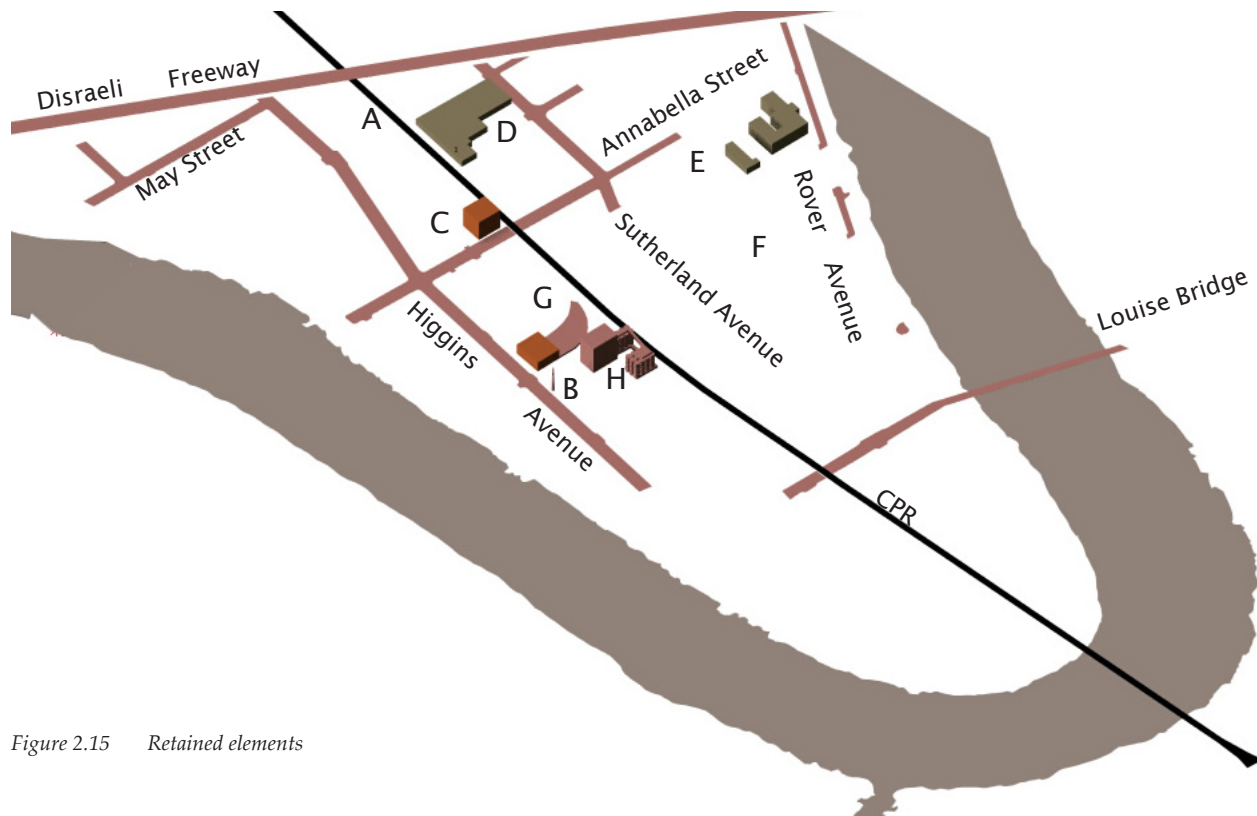 Disraeli Freeway
May Street
A
D
Annabella Street
E
Rover
Avenue
C
Sutherland Avenue
F
G
Higgins
Avenue
B
H
Louise Bridge
CPR
Figure 2.15 Retained elements